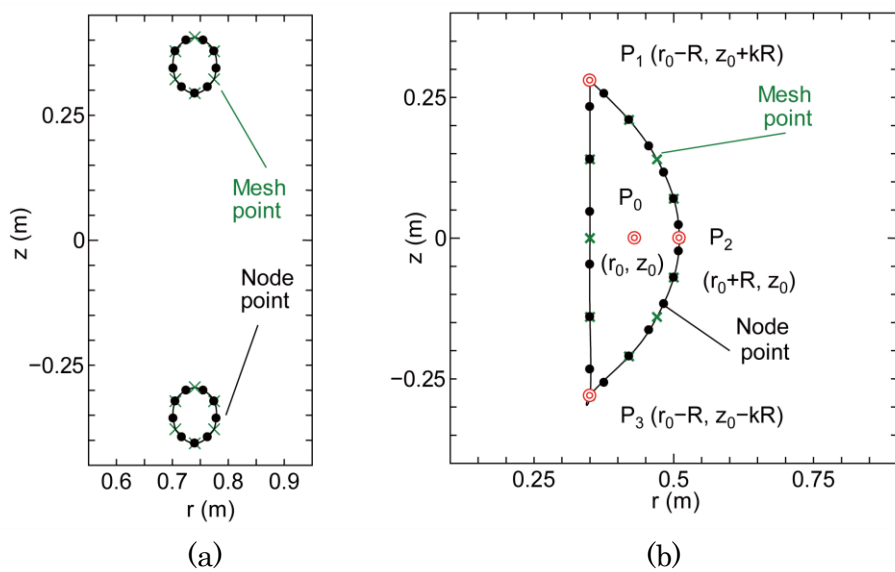 0.25
0
−0.25
z (m)
Mesh
point
Node
point
0.6
0.7
0.8
0.9
r (m)
(a)
P1 (r0−R, z0+kR)
0.25
0
−0.25
z (m)
Mesh
point
P0
(r0, z0)
P2
(r0+R, z0)
Node
point
P3 (r0−R, z0−kR)
0.25
0.5
0.75
r (m)
(b)